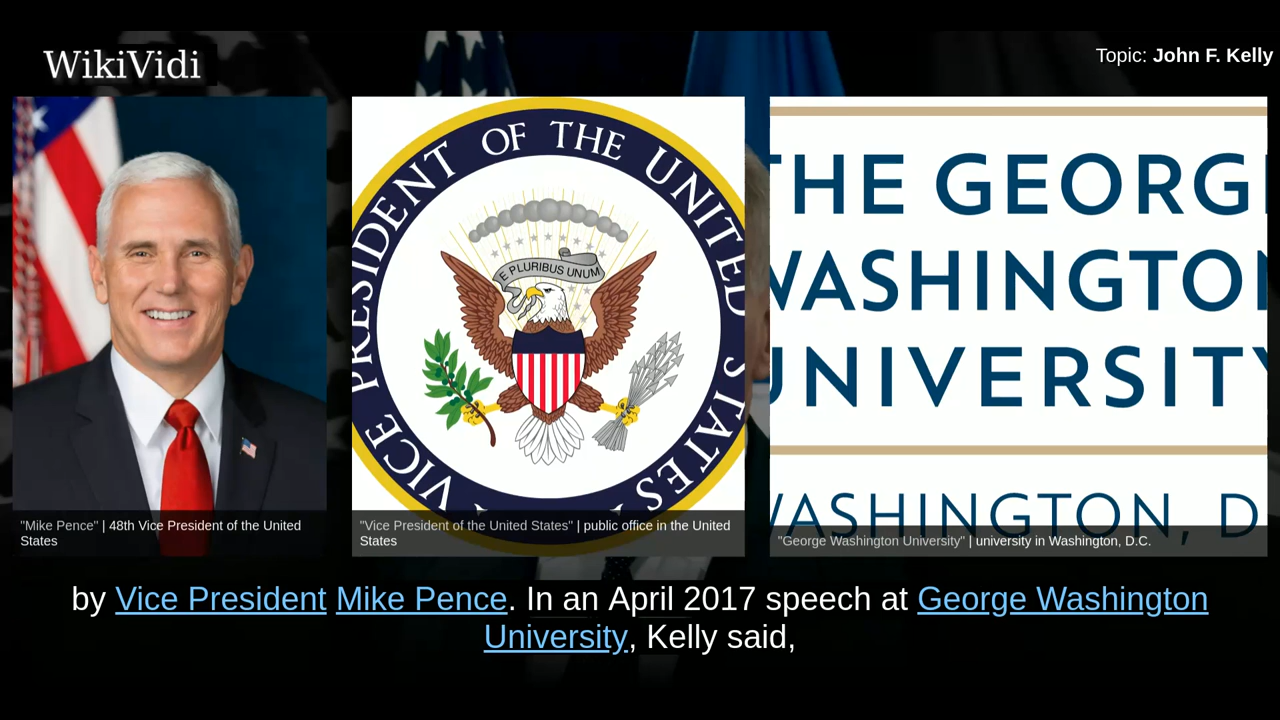 WikiVidi
Topic: John F. Kelly
VICE PRESIDENT OF THE UNITED STATES
E PLURIBUS UNUM
THE GEORG
WASHINGTON
UNIVERSITY
WASHINGTON, D
"Mike Pence" | 48th Vice President of the United
States
"Vice President of the United States" | public office in the United
States
"George Washington University" | university in Washington, D.C.
by Vice President Mike Pence. In an April 2017 speech at George Washington
University, Kelly said,